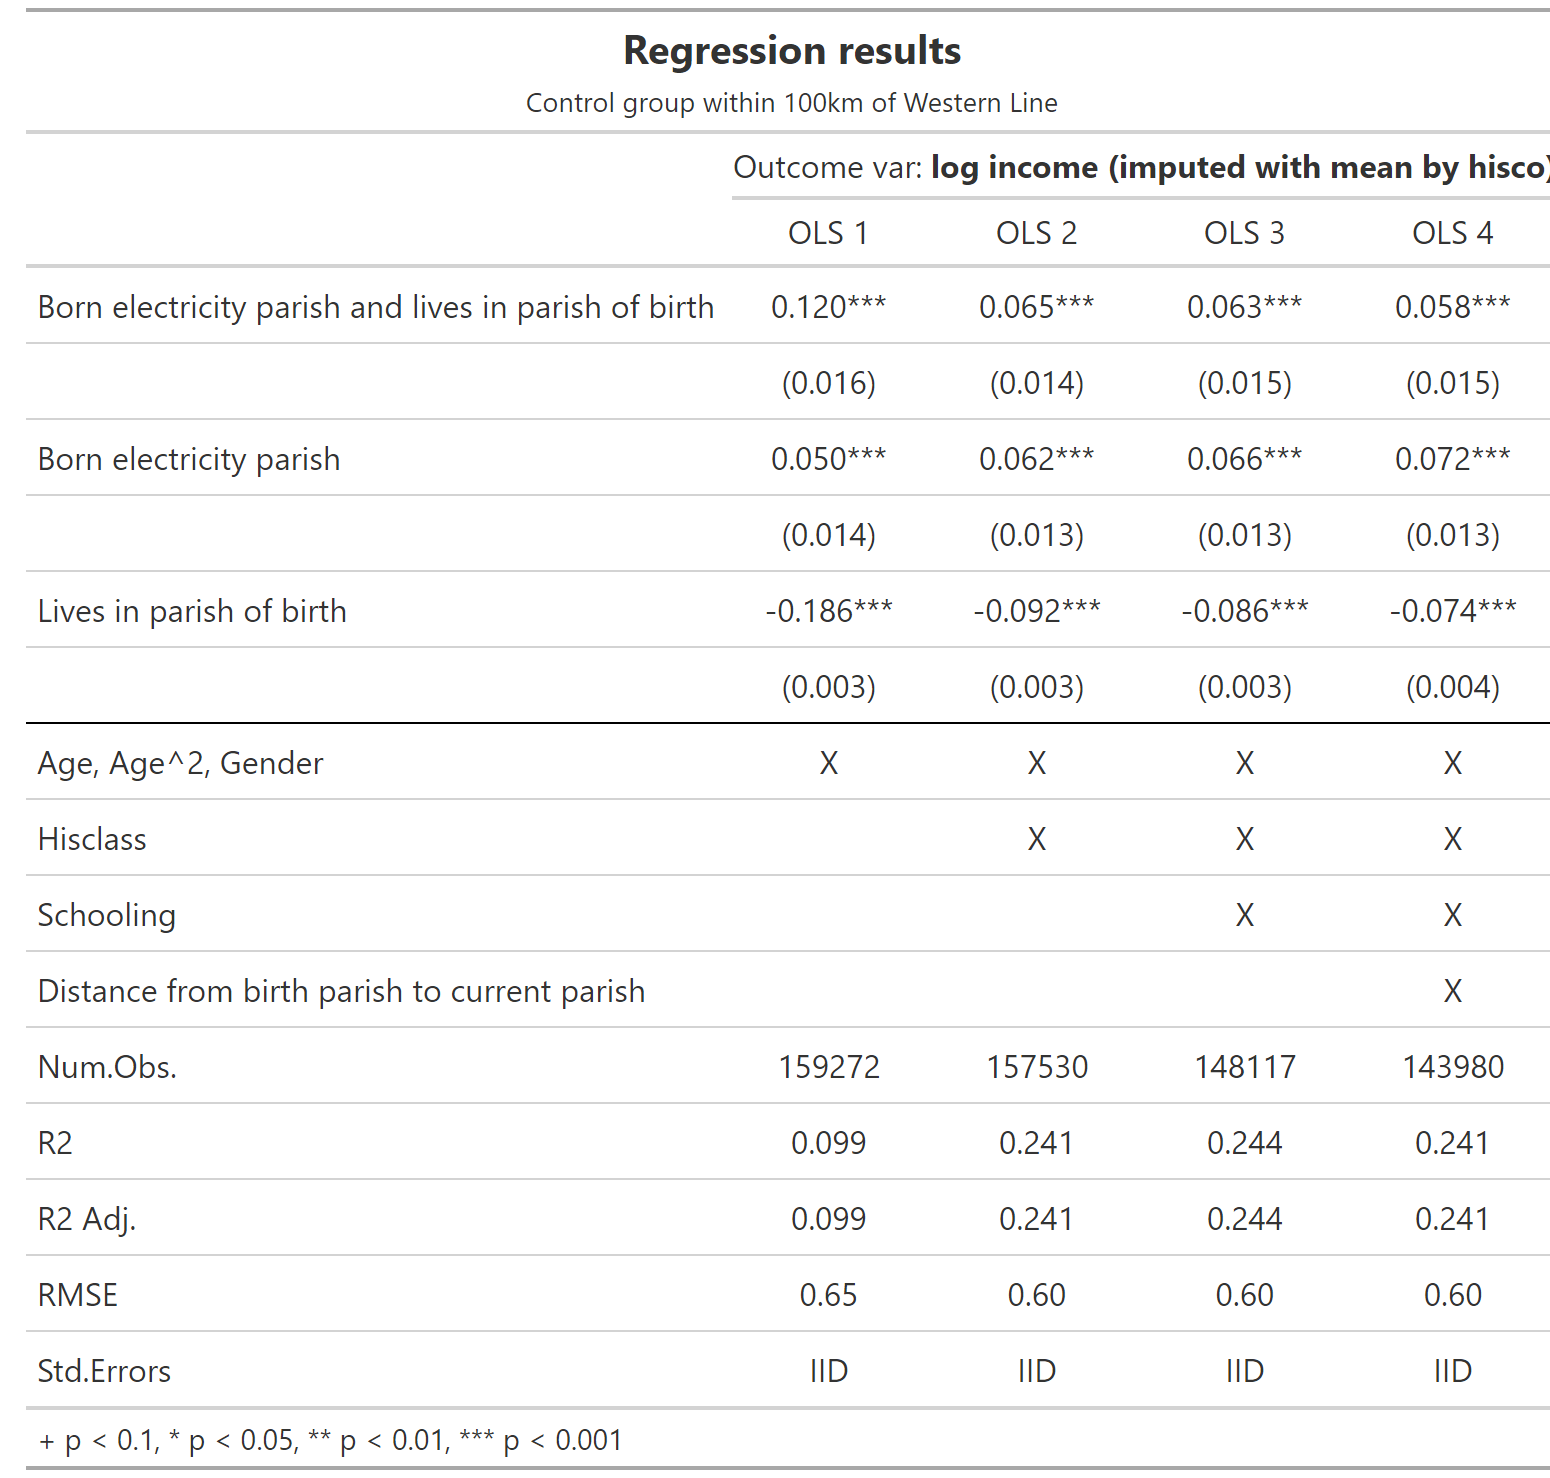 Regression results
Control group within 100km of Western Line
Outcome var: log income (imputed with mean by hisco)
OLS 1 OLS 2 OLS 3 OLS 4
Born electricity parish and lives in parish of birth 0.120*** 0.065*** 0.063*** 0.058***
(0.016) (0.014) (0.015) (0.015)
Born electricity parish 0.050*** 0.062*** 0.066*** 0.072***
(0.014) (0.013) (0.013) (0.013)
Lives in parish of birth -0.186*** -0.092*** -0.086*** -0.074***
(0.003) (0.003) (0.003) (0.004)
Age, Age^2, Gender X X X X
Hisclass X X X
Schooling X X
Distance from birth parish to current parish X
Num.Obs. 159272 157530 148117 143980
R2 0.099 0.241 0.244 0.241
R2 Adj. 0.099 0.241 0.244 0.241
RMSE 0.65 0.60 0.60 0.60
Std.Errors IID IID IID IID
+ p < 0.1, * p < 0.05, ** p < 0.01, *** p < 0.001